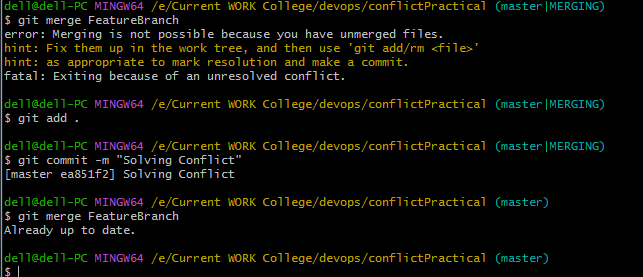 dell@dell-PC MINGW64 /e/Current WORK College/devops/conflictPractical (master|MERGING)
$ git merge FeatureBranch
error: Merging is not possible because you have unmerged files.
hint: Fix them up in the work tree, and then use 'git add/rm <file>'
hint: as appropriate to mark resolution and make a commit.
fatal: Exiting because of an unresolved conflict.
dell@dell-PC MINGW64 /e/Current WORK College/devops/conflictPractical (master|MERGING)
$ git add .
dell@dell-PC MINGW64 /e/Current WORK College/devops/conflictPractical (master|MERGING)
$ git commit -m "Solving Conflict"
[master ea851f2] Solving Conflict
dell@dell-PC MINGW64 /e/Current WORK College/devops/conflictPractical (master)
$ git merge FeatureBranch
Already up to date.
dell@dell-PC MINGW64 /e/Current WORK College/devops/conflictPractical (master)
$